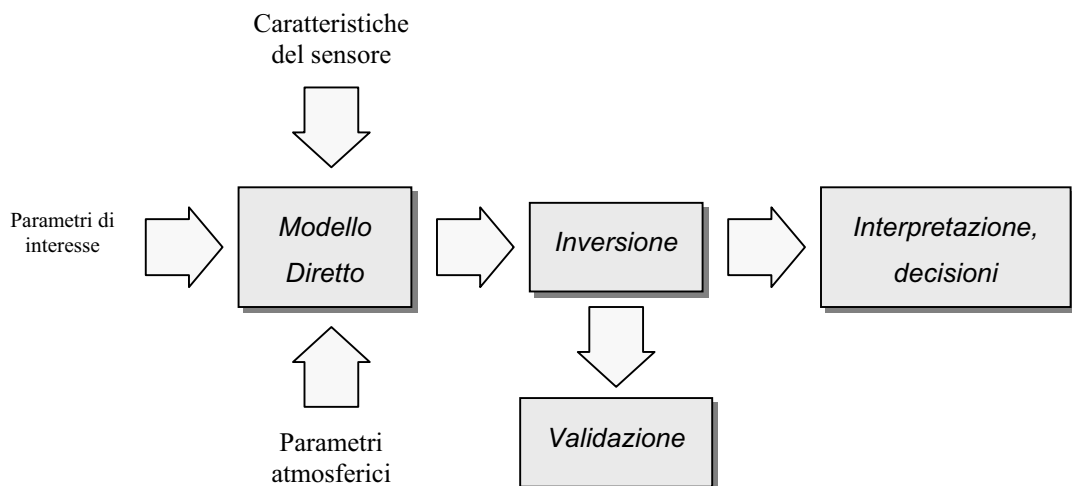 Caratteristiche
del sensore
Parametri di
interesse
Modello
Diretto
Inversione
Interpretazione,
decisioni
Parametri
atmosferici
Validazione